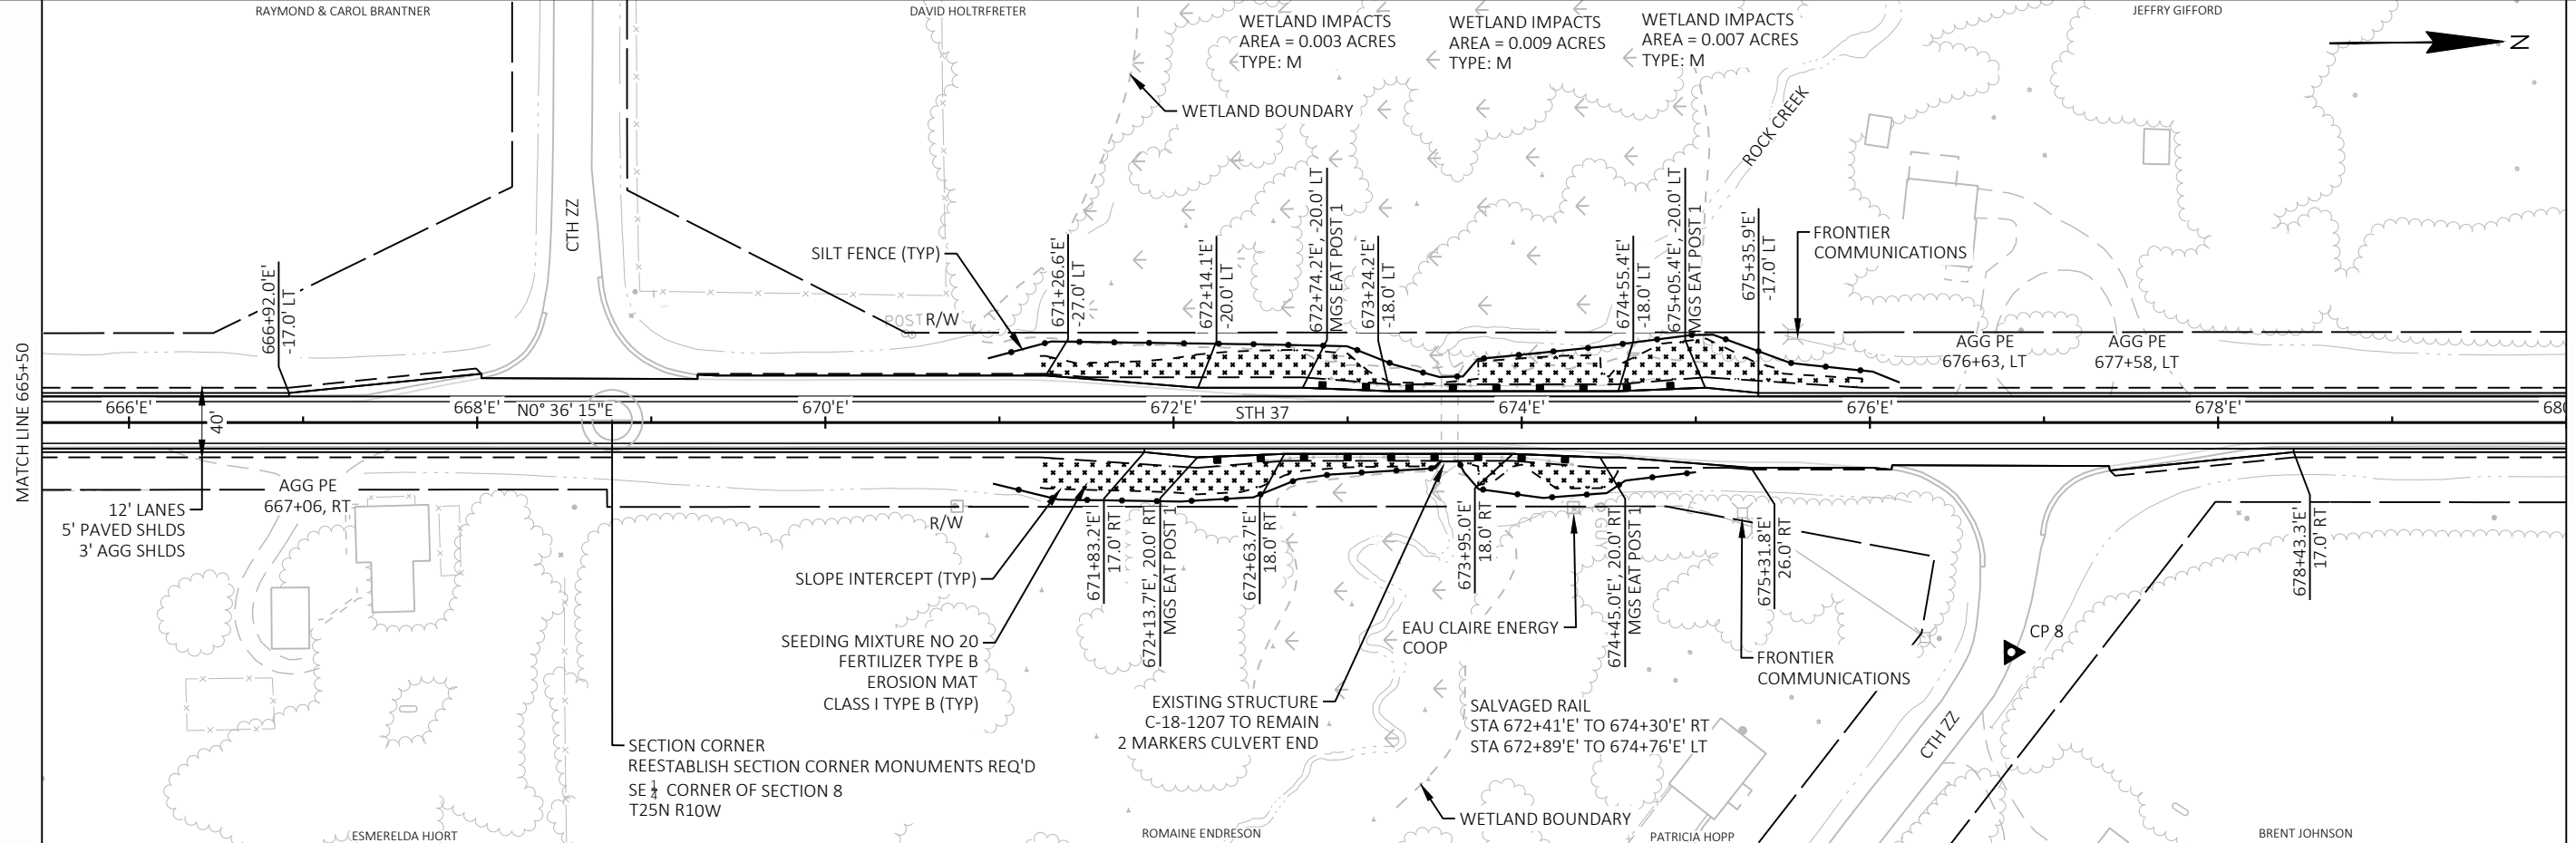 RAYMOND & CAROL BRANTNER
DAVID HOLTRFRETER
JEFFRY GIFFORD
WETLAND IMPACTS
AREA = 0.003 ACRES
TYPE: M
WETLAND IMPACTS
AREA = 0.009 ACRES
TYPE: M
WETLAND IMPACTS
AREA = 0.007 ACRES
TYPE: M
N
WETLAND BOUNDARY
ROCK CREEK
CTH ZZ
SILT FENCE (TYP)
FRONTIER
COMMUNICATIONS
666+92.0'E'
-17.0' LT
POST
R/W
671+26.6'E'
-27.0' LT
672+14.1'E'
-20.0' LT
672+74.2'E', -20.0' LT
MGS EAT POST 1
673+24.2'E'
-18.0' LT
674+55.4'E'
-18.0' LT
675+05.4'E', -20.0' LT
MGS EAT POST 1
675+35.9'E'
-17.0' LT
AGG PE
676+63, LT
AGG PE
677+58, LT
MATCH LINE 665+50
666'E'
668'E'
N0° 36' 15"E
670'E'
672'E'
STH 37
674'E'
676'E'
678'E'
680
40'
12' LANES
5' PAVED SHLDS
3' AGG SHLDS
AGG PE
667+06, RT
R/W
671+83.2'E'
17.0' RT
672+13.7'E', 20.0' RT
MGS EAT POST 1
672+63.7'E'
18.0' RT
673+95.0'E'
18.0' RT
674+45.0'E', 20.0' RT
MGS EAT POST 1
675+31.8'E'
26.0' RT
678+43.3'E'
17.0' RT
SLOPE INTERCEPT (TYP)
SEEDING MIXTURE NO 20
FERTILIZER TYPE B
EROSION MAT
CLASS I TYPE B (TYP)
EAU CLAIRE ENERGY
COOP
FRONTIER
COMMUNICATIONS
CP 8
EXISTING STRUCTURE
C-18-1207 TO REMAIN
2 MARKERS CULVERT END
SALVAGED RAIL
STA 672+41'E' TO 674+30'E' RT
STA 672+89'E' TO 674+76'E' LT
CTH ZZ
SECTION CORNER
REESTABLISH SECTION CORNER MONUMENTS REQ'D
SE 1/4 CORNER OF SECTION 8
T25N R10W
WETLAND BOUNDARY
ESMERELDA HJORT
ROMAINE ENDRESON
PATRICIA HOPP
BRENT JOHNSON